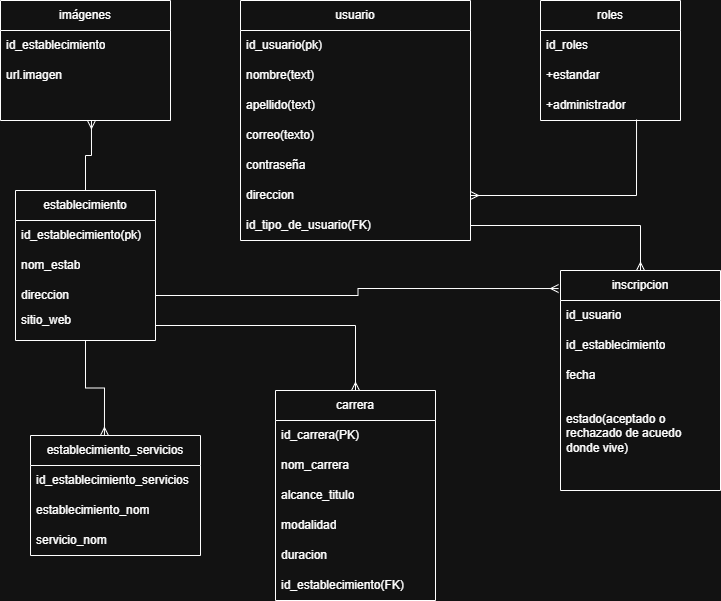 imágenes
id_establecimiento
url.imagen
usuario
id_usuario(pk)
nombre(text)
apellido(text)
correo(texto)
contraseña
direccion
id_tipo_de_usuario(FK)
roles
id_roles
+estandar
+administrador
establecimiento
id_establecimiento(pk)
nom_estab
direccion
sitio_web
inscripcion
id_usuario
id_establecimiento
fecha
estado(aceptado o
rechazado de acuedo
donde vive)
establecimiento_servicios
id_establecimiento_servicios
establecimiento_nom
servicio_nom
carrera
id_carrera(PK)
nom_carrera
alcance_titulo
modalidad
duracion
id_establecimiento(FK)